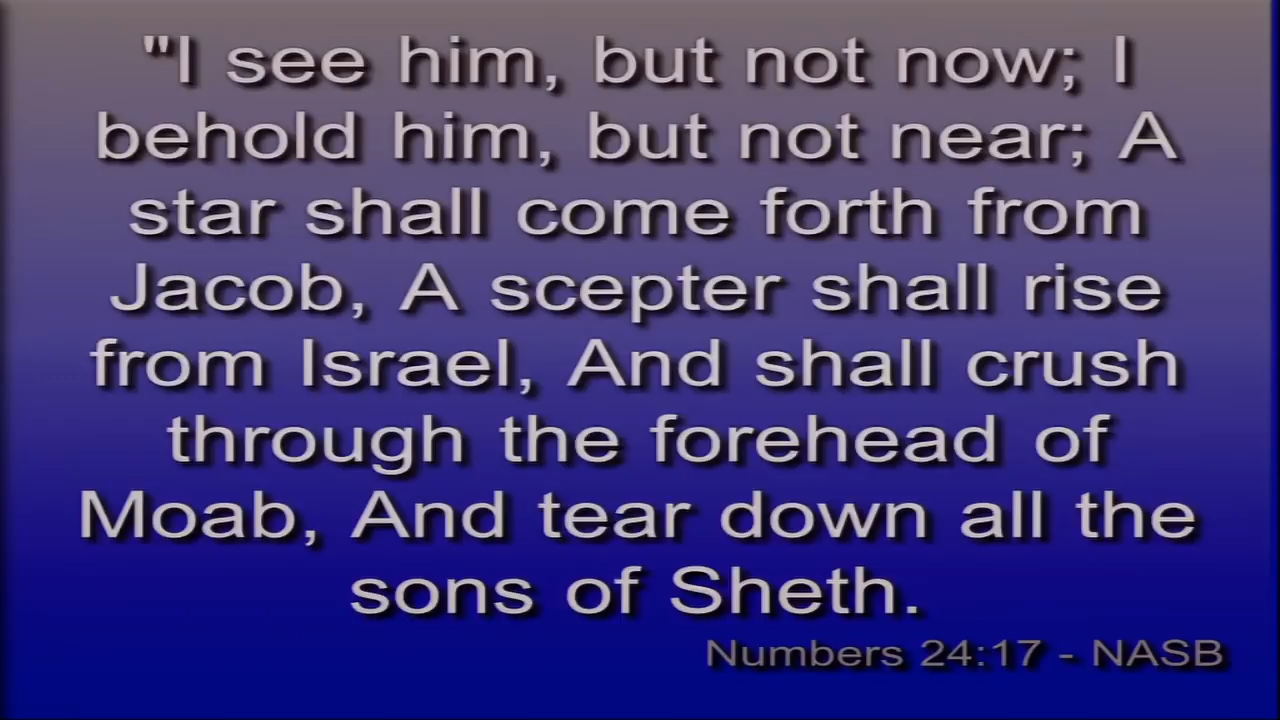 "I see him, but not now; I
behold him, but not near; A
star shall come forth from
Jacob, A scepter shall rise
from Israel, And shall crush
through the forehead of
Moab, And tear down all the
sons of Sheth.
Numbers 24:17 - NASB